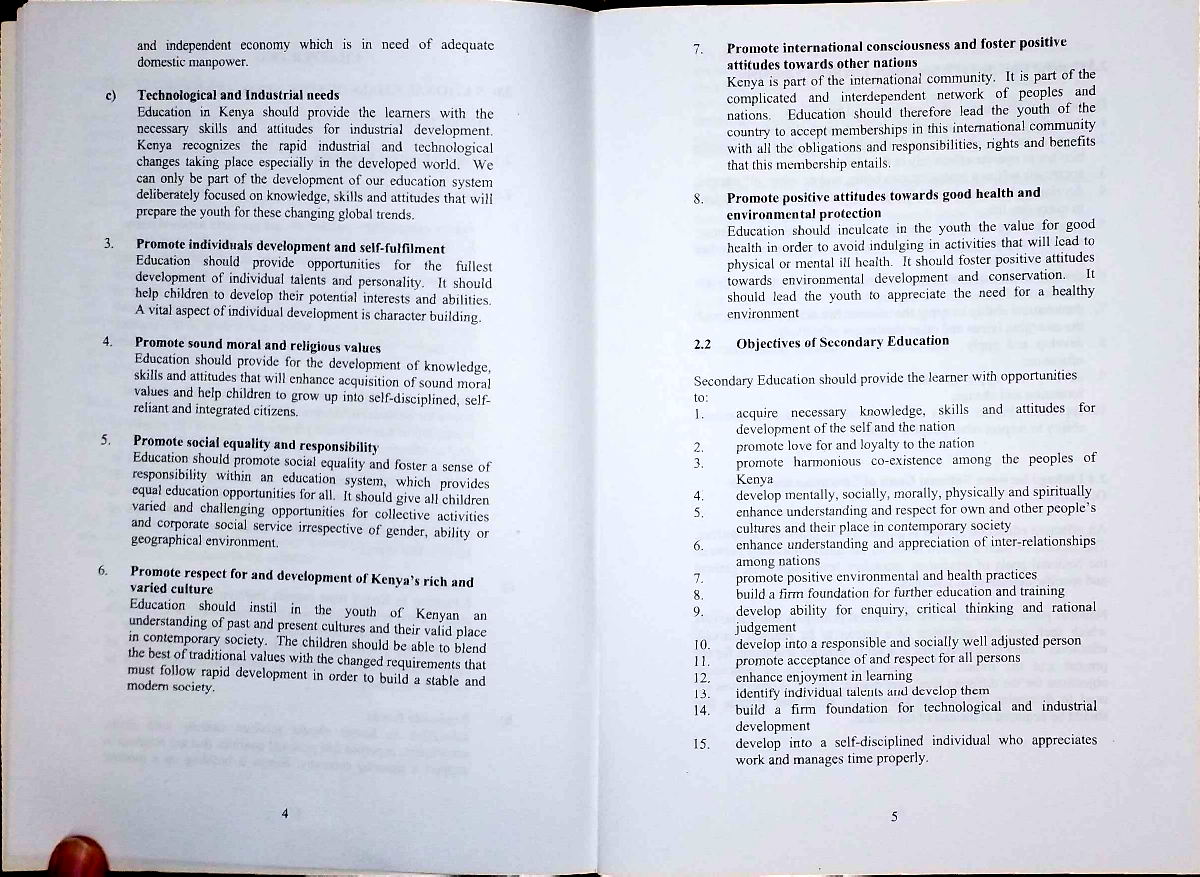 and independent economy which is in need of adequate
domestic manpower.
c) Technological and Industrial needs
Education in Kenya should provide the learners with the
necessary skills and attitudes for industrial development.
Kenya recognizes the rapid industrial and technological
changes taking place especially in the developed world. We
can only be part of the development of our education system
deliberately focused on knowledge, skills and attitudes that will
prepare the youth for these changing global trends.
3. Promote individuals development and self-fulfilment
Education should provide opportunities for the fullest
development of individual talents and personality. It should
help children to develop their potential interests and abilities.
A vital aspect of individual development is character building.
4. Promote sound moral and religious values
Education should provide for the development of knowledge,
skills and attitudes that will enhance acquisition of sound moral
values and help children to grow up into self-disciplined, self-
reliant and integrated citizens.
5. Promote social equality and responsibility
Education should promote social equality and foster a sense of
responsibility within an education system, which provides
equal education opportunities for all. It should give all children
varied and challenging opportunities for collective activities
and corporate social service irrespective of gender, ability or
geographical environment.
6. Promote respect for and development of Kenya's rich and
varied culture
Education should instil in the youth of Kenyan an
understanding of past and present cultures and their valid place
in contemporary society. The children should be able to blend
the best of traditional values with the changed requirements that
must follow rapid development in order to build a stable and
modern society.
4
7. Promote international consciousness and foster positive
attitudes towards other nations
Kenya is part of the international community. It is part of the
complicated and interdependent network of peoples and
nations. Education should therefore lead the youth of the
country to accept memberships in this international community
with all the obligations and responsibilities, rights and benefits
that this membership entails.
8. Promote positive attitudes towards good health and
environmental protection
Education should inculcate in the youth the value for good
health in order to avoid indulging in activities that will lead to
physical or mental ill health. It should foster positive attitudes
towards environmental development and conservation. It
should lead the youth to appreciate the need for a healthy
environment
2.2 Objectives of Secondary Education
Secondary Education should provide the learner with opportunities
to:
1. acquire necessary knowledge, skills and attitudes for
development of the self and the nation
2. promote love for and loyalty to the nation
3. promote harmonious co-existence among the peoples of
Kenya
4. develop mentally, socially, morally, physically and spiritually
5. enhance understanding and respect for own and other people's
cultures and their place in contemporary society
6. enhance understanding and appreciation of inter-relationships
among nations
7. promote positive environmental and health practices
8. build a firm foundation for further education and training
9. develop ability for enquiry, critical thinking and rational
judgement
10. develop into a responsible and socially well adjusted person
11. promote acceptance of and respect for all persons
12. enhance enjoyment in learning
13. identify individual talents and develop them
14. build a firm foundation for technological and industrial
development
15. develop into a self-disciplined individual who appreciates
work and manages time properly.
5